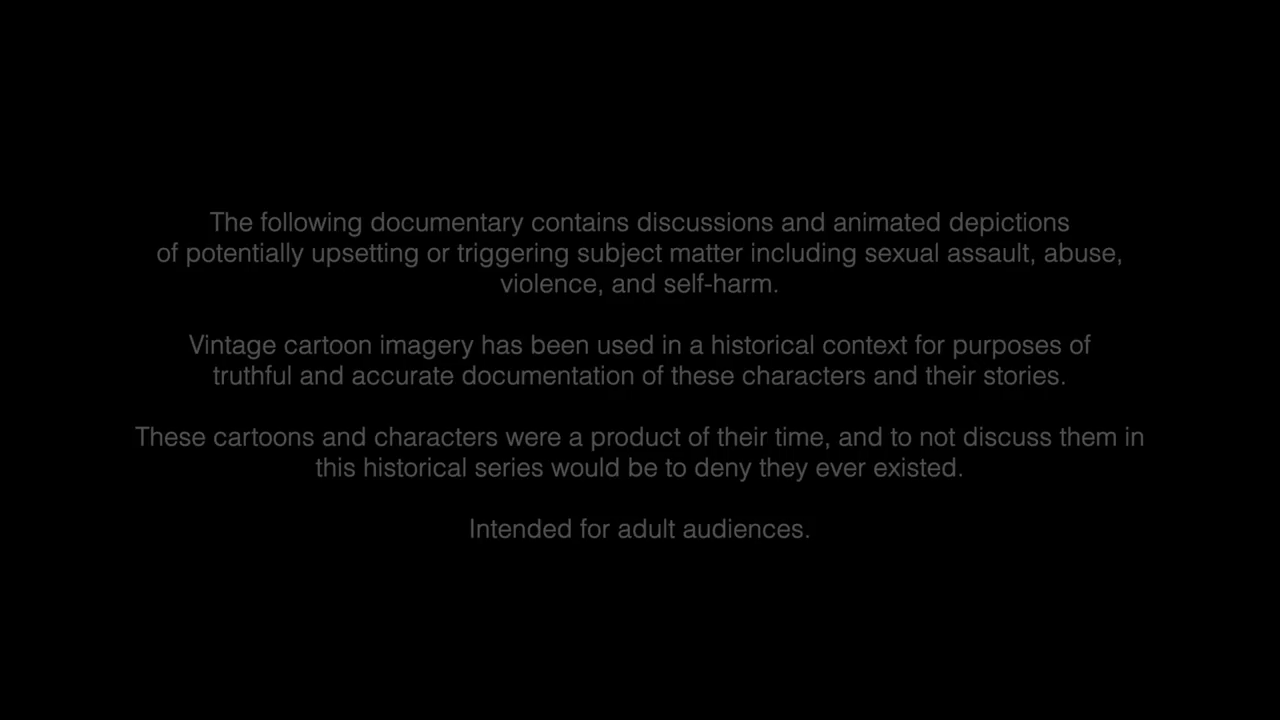 The following documentary contains discussions and animated depictions
of potentially upsetting or triggering subject matter including sexual assault, abuse,
violence, and self-harm.
Vintage cartoon imagery has been used in a historical context for purposes of
truthful and accurate documentation of these characters and their stories.
These cartoons and characters were a product of their time, and to not discuss them in
this historical series would be to deny they ever existed.
Intended for adult audiences.